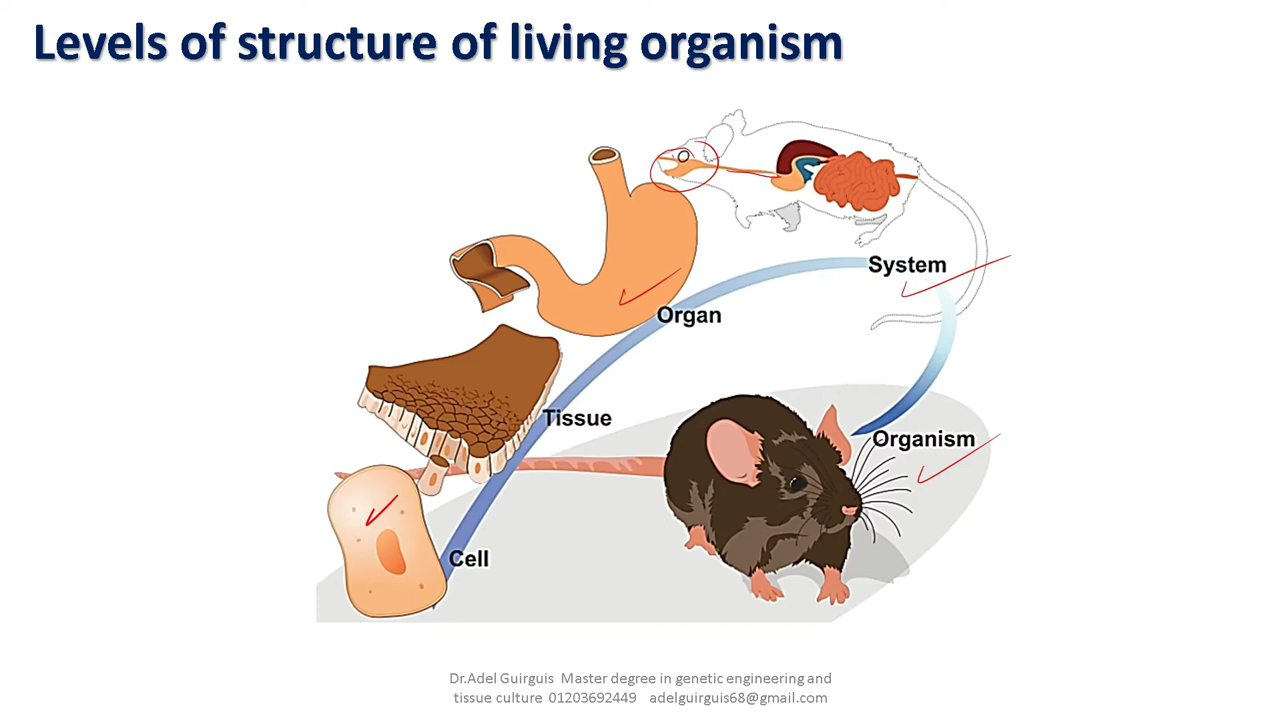 Levels of structure of living organism
System
Organ
Tissue
Organism
Cell
Dr.Adel Guirguis Master degree in genetic engineering and
tissue culture 01203692449 adelguirguis68@gmail.com